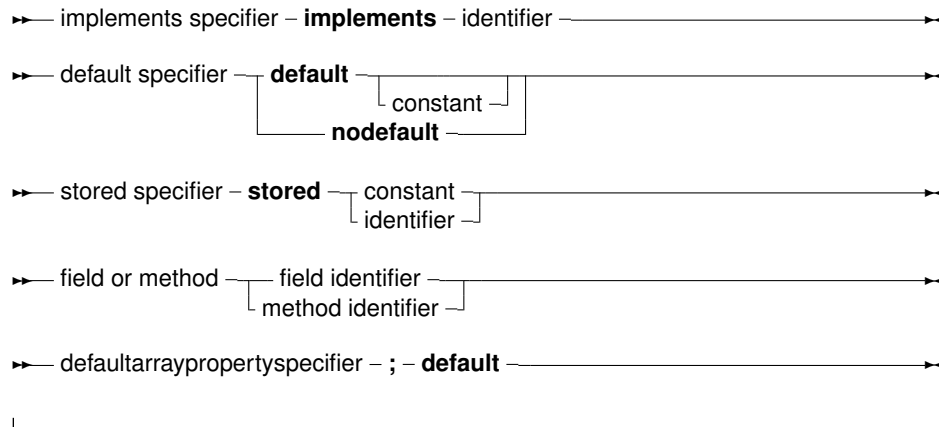 implements specifier – implements – identifier
default specifier default
constant
nodefault
stored specifier – stored constant
identifier
field or method field identifier
method identifier
defaultarraypropertyspecifier – ; – default